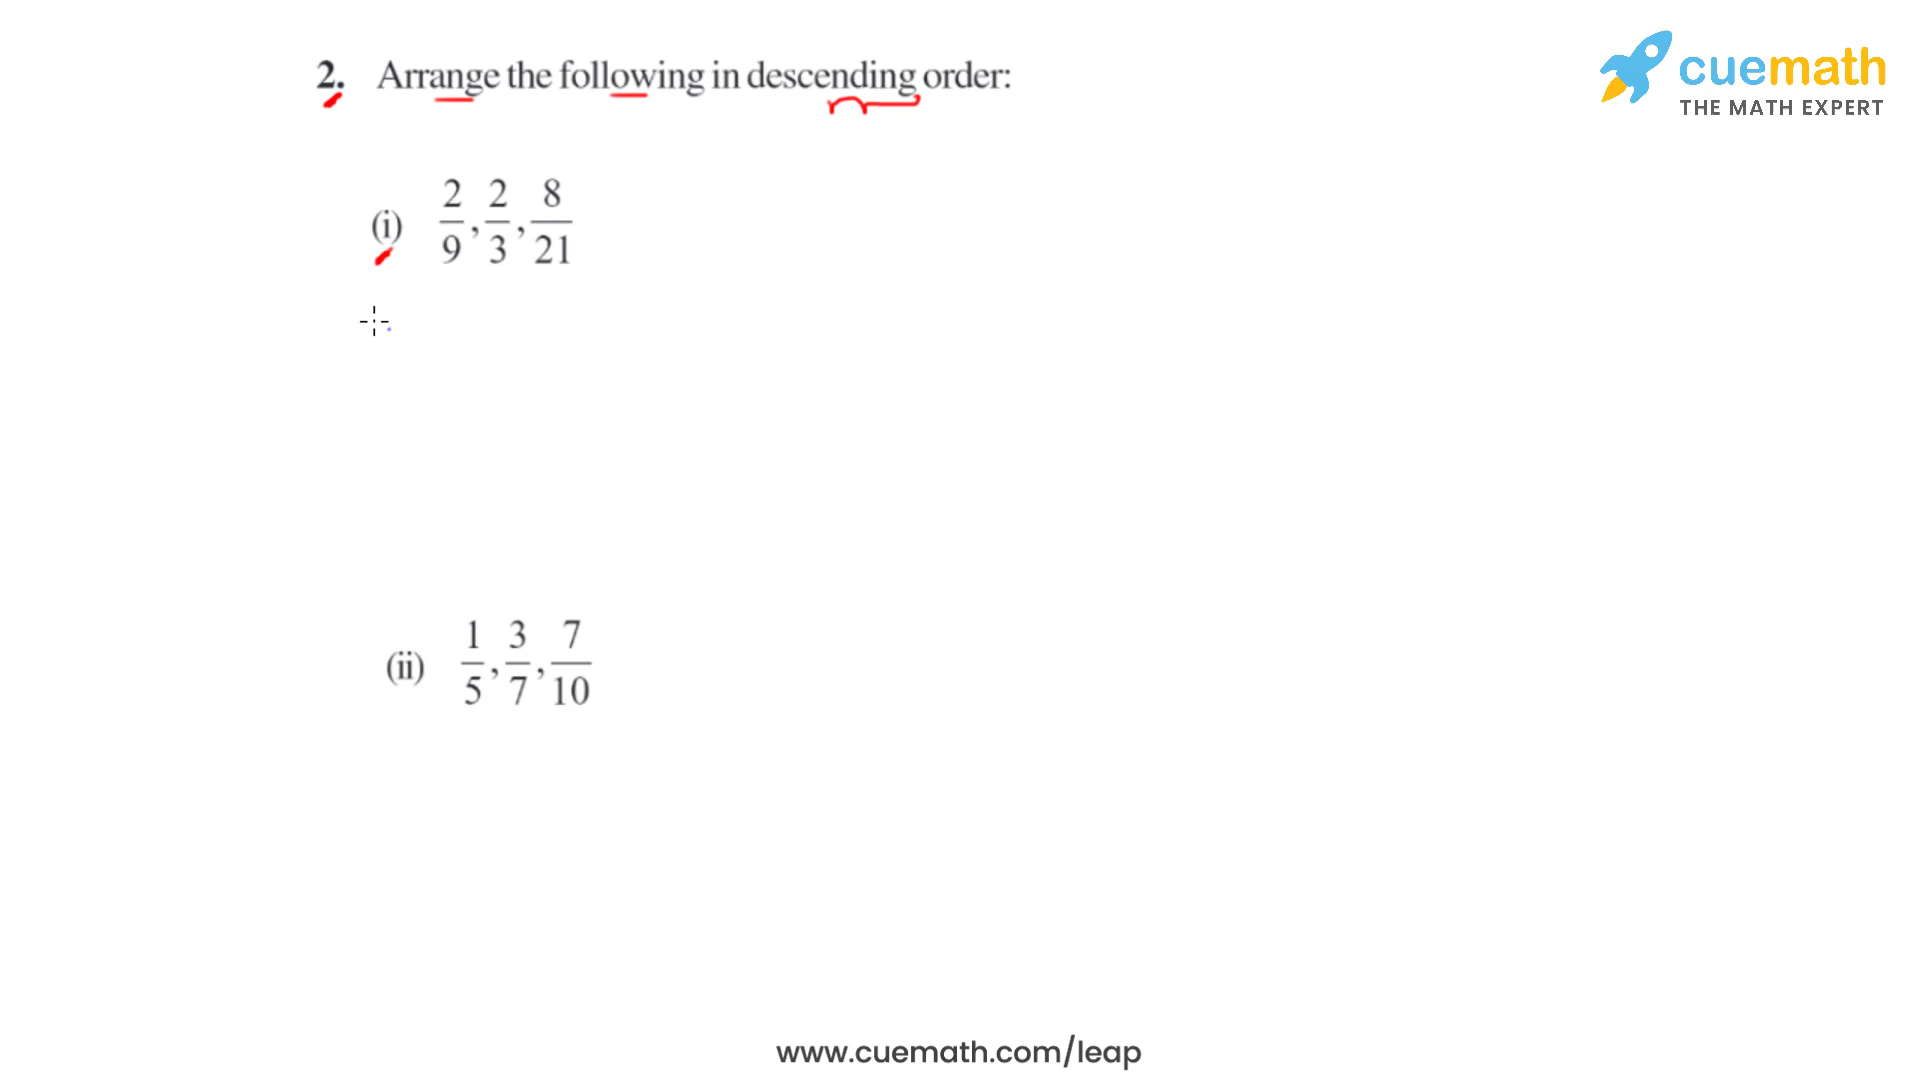 2. Arrange the following in descending order:
cuemath
THE MATH EXPERT
(i) 2/9, 2/3, 8/21
(ii) 1/5, 3/7, 7/10
www.cuemath.com/leap